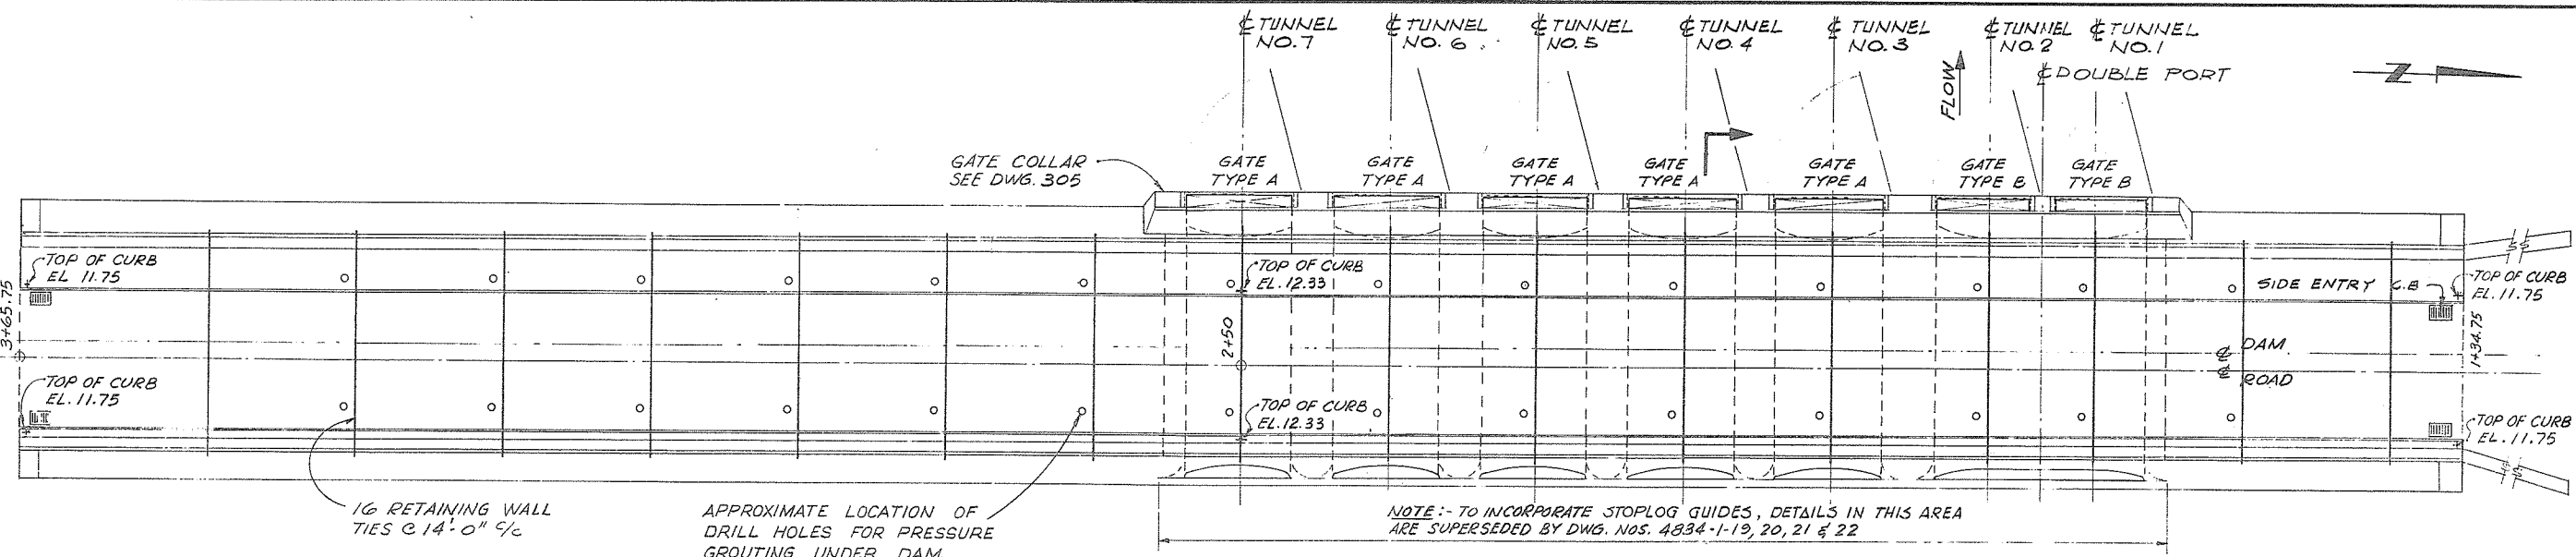 ℄ TUNNEL
NO. 7
℄ TUNNEL
NO. 6
℄ TUNNEL
NO. 5
℄ TUNNEL
NO. 4
℄ TUNNEL
NO. 3
℄ TUNNEL
NO. 2
℄ TUNNEL
NO. 1
℄ DOUBLE PORT
FLOW
Z
GATE COLLAR
SEE DWG. 305
GATE
TYPE A
GATE
TYPE A
GATE
TYPE A
GATE
TYPE A
GATE
TYPE A
GATE
TYPE B
GATE
TYPE B
TOP OF CURB
EL 11.75
TOP OF CURB
EL. 12.33
SIDE ENTRY C.B
TOP OF CURB
EL. 11.75
3+65.75
2+50
1+34.75
℄ DAM
℄ ROAD
TOP OF CURB
EL. 11.75
TOP OF CURB
EL. 12.33
TOP OF CURB
EL. 11.75
16 RETAINING WALL
TIES @ 14'-0" c/c
APPROXIMATE LOCATION OF
DRILL HOLES FOR PRESSURE
GROUTING UNDER DAM
NOTE:- TO INCORPORATE STOPLOG GUIDES, DETAILS IN THIS AREA
ARE SUPERSEDED BY DWG. NOS. 4834-1-19, 20, 21 & 22